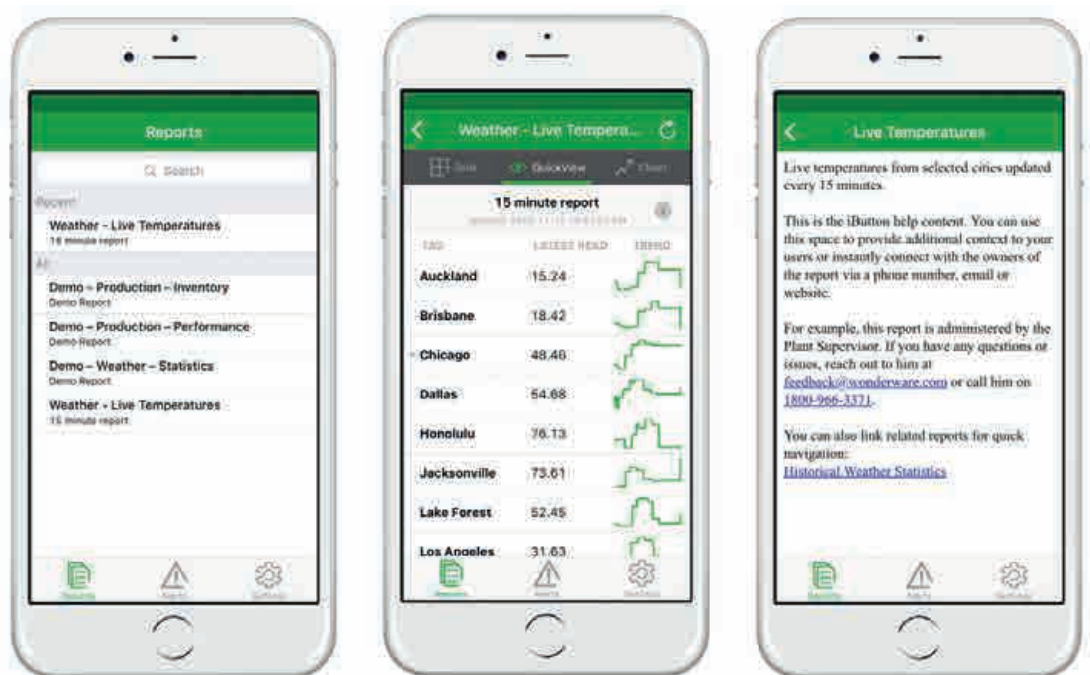 Reports
Search
Recent
Weather - Live Temperatures
15 minute report
All
Demo – Production – Inventory
Demo Report
Demo – Production – Performance
Demo Report
Demo – Weather – Statistics
Demo Report
Weather - Live Temperatures
15 minute report
Reports
Alerts
Settings
Weather - Live Tempera...
Grid QuickView Chart
15 minute report
TAG LATEST READ TREND
Auckland 15.24
Brisbane 18.42
Chicago 48.46
Dallas 54.68
Honolulu 76.13
Jacksonville 73.61
Lake Forest 52.45
Los Angeles 31.63
Reports
Alerts
Settings
Live Temperatures
Live temperatures from selected cities updated
every 15 minutes.
This is the iButton help content. You can use
this space to provide additional context to your
users or instantly connect with the owners of
the report via a phone number, email or
website.
For example, this report is administered by the
Plant Supervisor. If you have any questions or
issues, reach out to him at
feedback@wonderware.com or call him on
1800-966-3371.
You can also link related reports for quick
navigation:
Historical Weather Statistics
Reports
Alerts
Settings